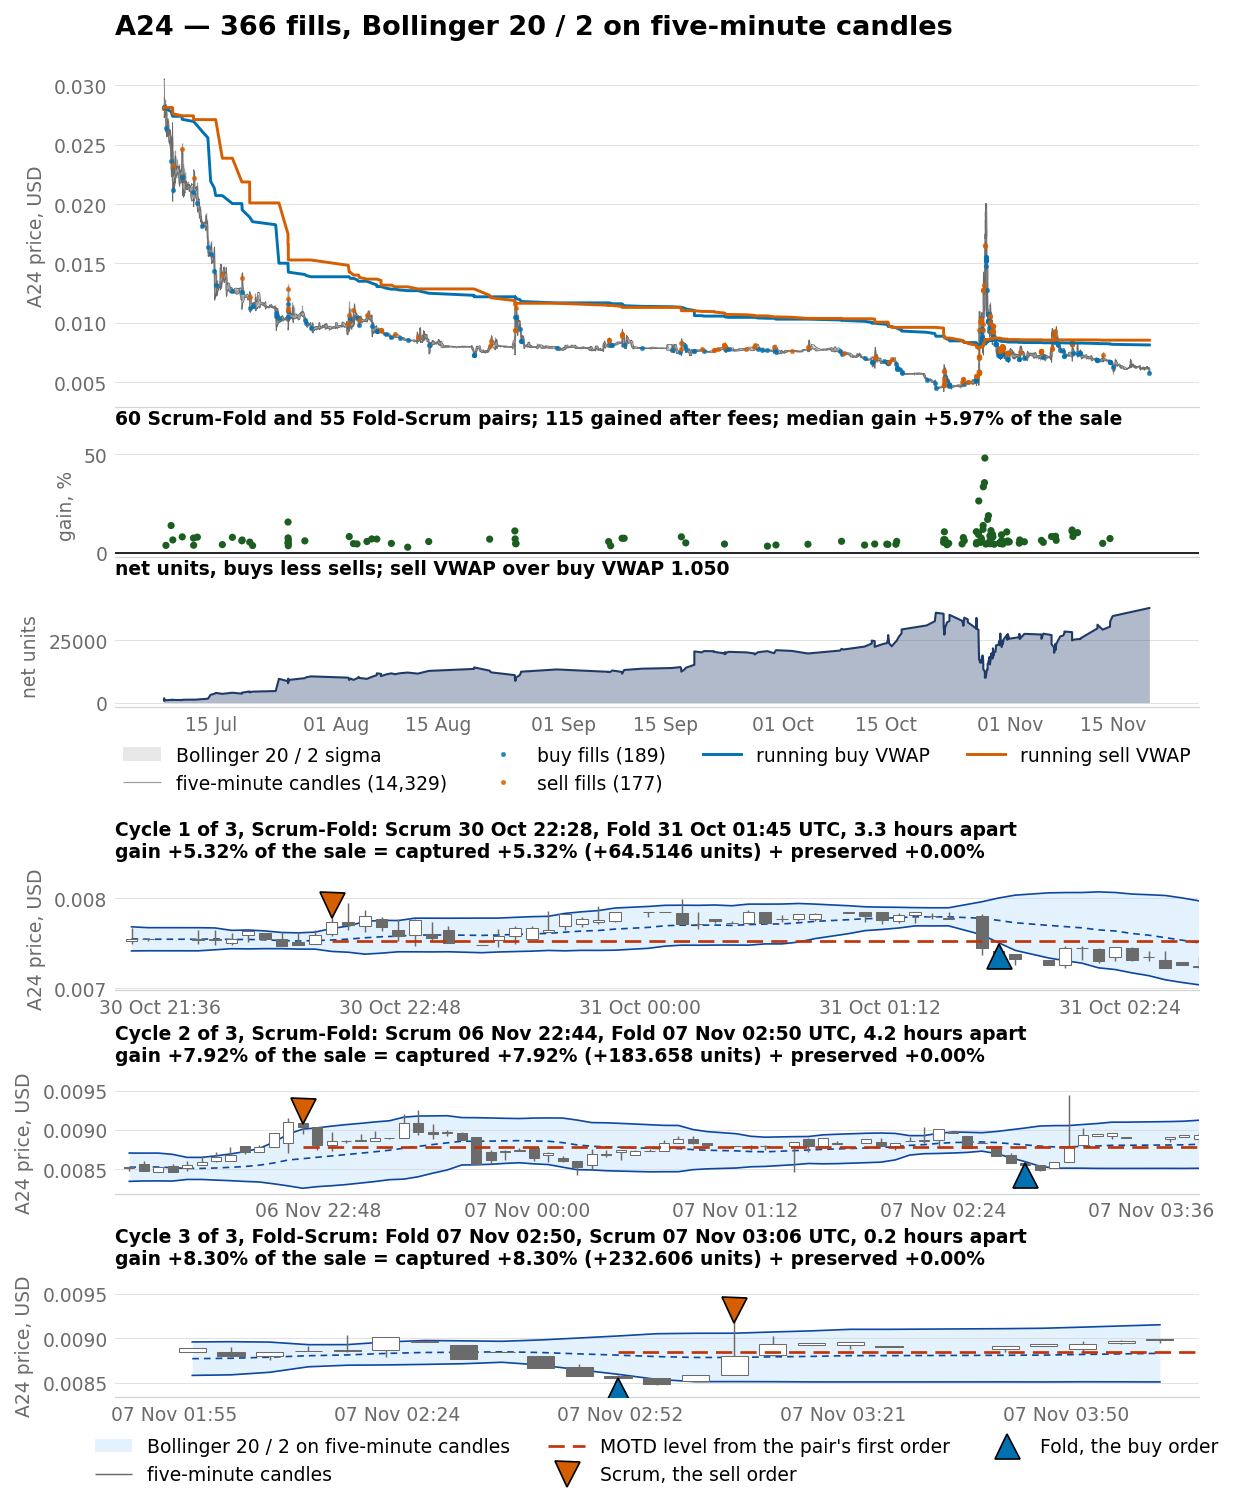 A24 — 366 fills, Bollinger 20 / 2 on five-minute candles
A24 price, USD
0.030
0.025
0.020
0.015
0.010
0.005
60 Scrum-Fold and 55 Fold-Scrum pairs; 115 gained after fees; median gain +5.97% of the sale
gain, %
50
0
net units, buys less sells; sell VWAP over buy VWAP 1.050
net units
25000
0
15 Jul 01 Aug 15 Aug 01 Sep 15 Sep 01 Oct 15 Oct 01 Nov 15 Nov
Bollinger 20 / 2 sigma buy fills (189) running buy VWAP running sell VWAP
five-minute candles (14,329) sell fills (177)
Cycle 1 of 3, Scrum-Fold: Scrum 30 Oct 22:28, Fold 31 Oct 01:45 UTC, 3.3 hours apart
gain +5.32% of the sale = captured +5.32% (+64.5146 units) + preserved +0.00%
A24 price, USD
0.008
0.007
30 Oct 21:36 30 Oct 22:48 31 Oct 00:00 31 Oct 01:12 31 Oct 02:24
Cycle 2 of 3, Scrum-Fold: Scrum 06 Nov 22:44, Fold 07 Nov 02:50 UTC, 4.2 hours apart
gain +7.92% of the sale = captured +7.92% (+183.658 units) + preserved +0.00%
A24 price, USD
0.0095
0.0090
0.0085
06 Nov 22:48 07 Nov 00:00 07 Nov 01:12 07 Nov 02:24 07 Nov 03:36
Cycle 3 of 3, Fold-Scrum: Fold 07 Nov 02:50, Scrum 07 Nov 03:06 UTC, 0.2 hours apart
gain +8.30% of the sale = captured +8.30% (+232.606 units) + preserved +0.00%
A24 price, USD
0.0095
0.0090
0.0085
07 Nov 01:55 07 Nov 02:24 07 Nov 02:52 07 Nov 03:21 07 Nov 03:50
Bollinger 20 / 2 on five-minute candles MOTD level from the pair's first order Fold, the buy order
five-minute candles Scrum, the sell order